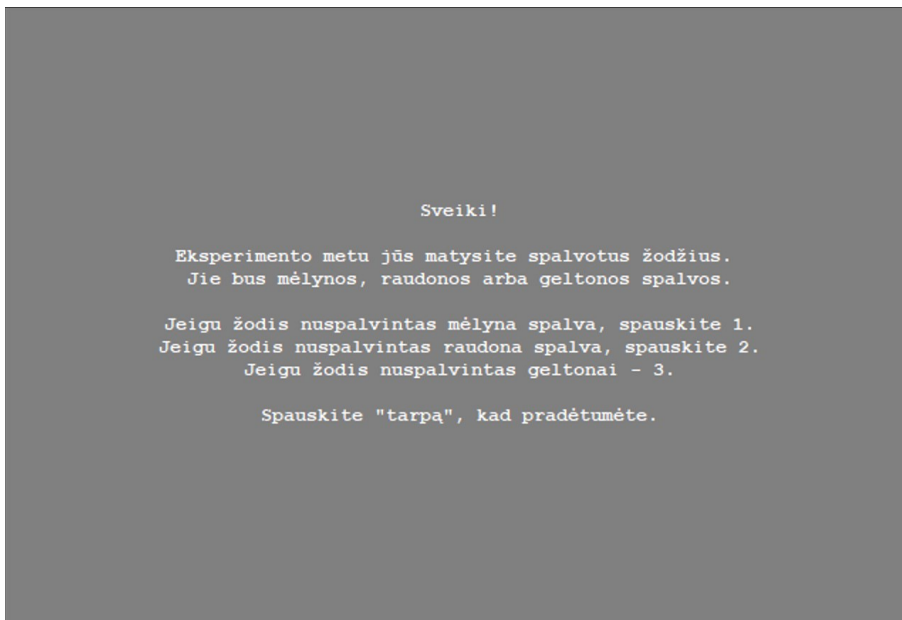 Sveiki!
Eksperimento metu jūs matysite spalvotus žodžius.
Jie bus mėlynos, raudonos arba geltonos spalvos.
Jeigu žodis nuspalvintas mėlyna spalva, spauskite 1.
Jeigu žodis nuspalvintas raudona spalva, spauskite 2.
Jeigu žodis nuspalvintas geltonai - 3.
Spauskite "tarpą", kad pradėtumėte.